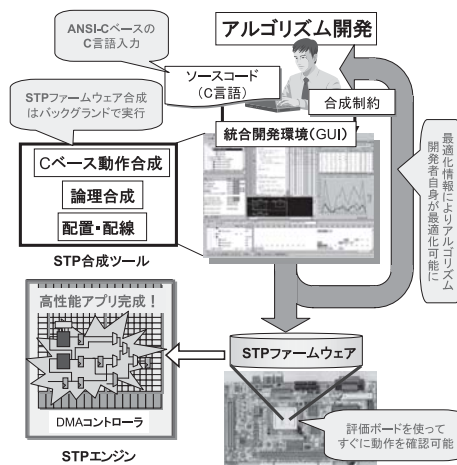 アルゴリズム開発
ANSI-Cベースの
C言語入力
ソースコード
(C言語)
合成制約
STPファームウェア合成
はバックグランドで実行
統合開発環境(GUI)
Cベース動作合成
論理合成
配置・配線
STP合成ツール
最適化情報によりアルゴリズム
開発者自身が最適化可能に
高性能アプリ完成!
DMAコントローラ
STPエンジン
STPファームウェア
評価ボードを使って
すぐに動作を確認可能